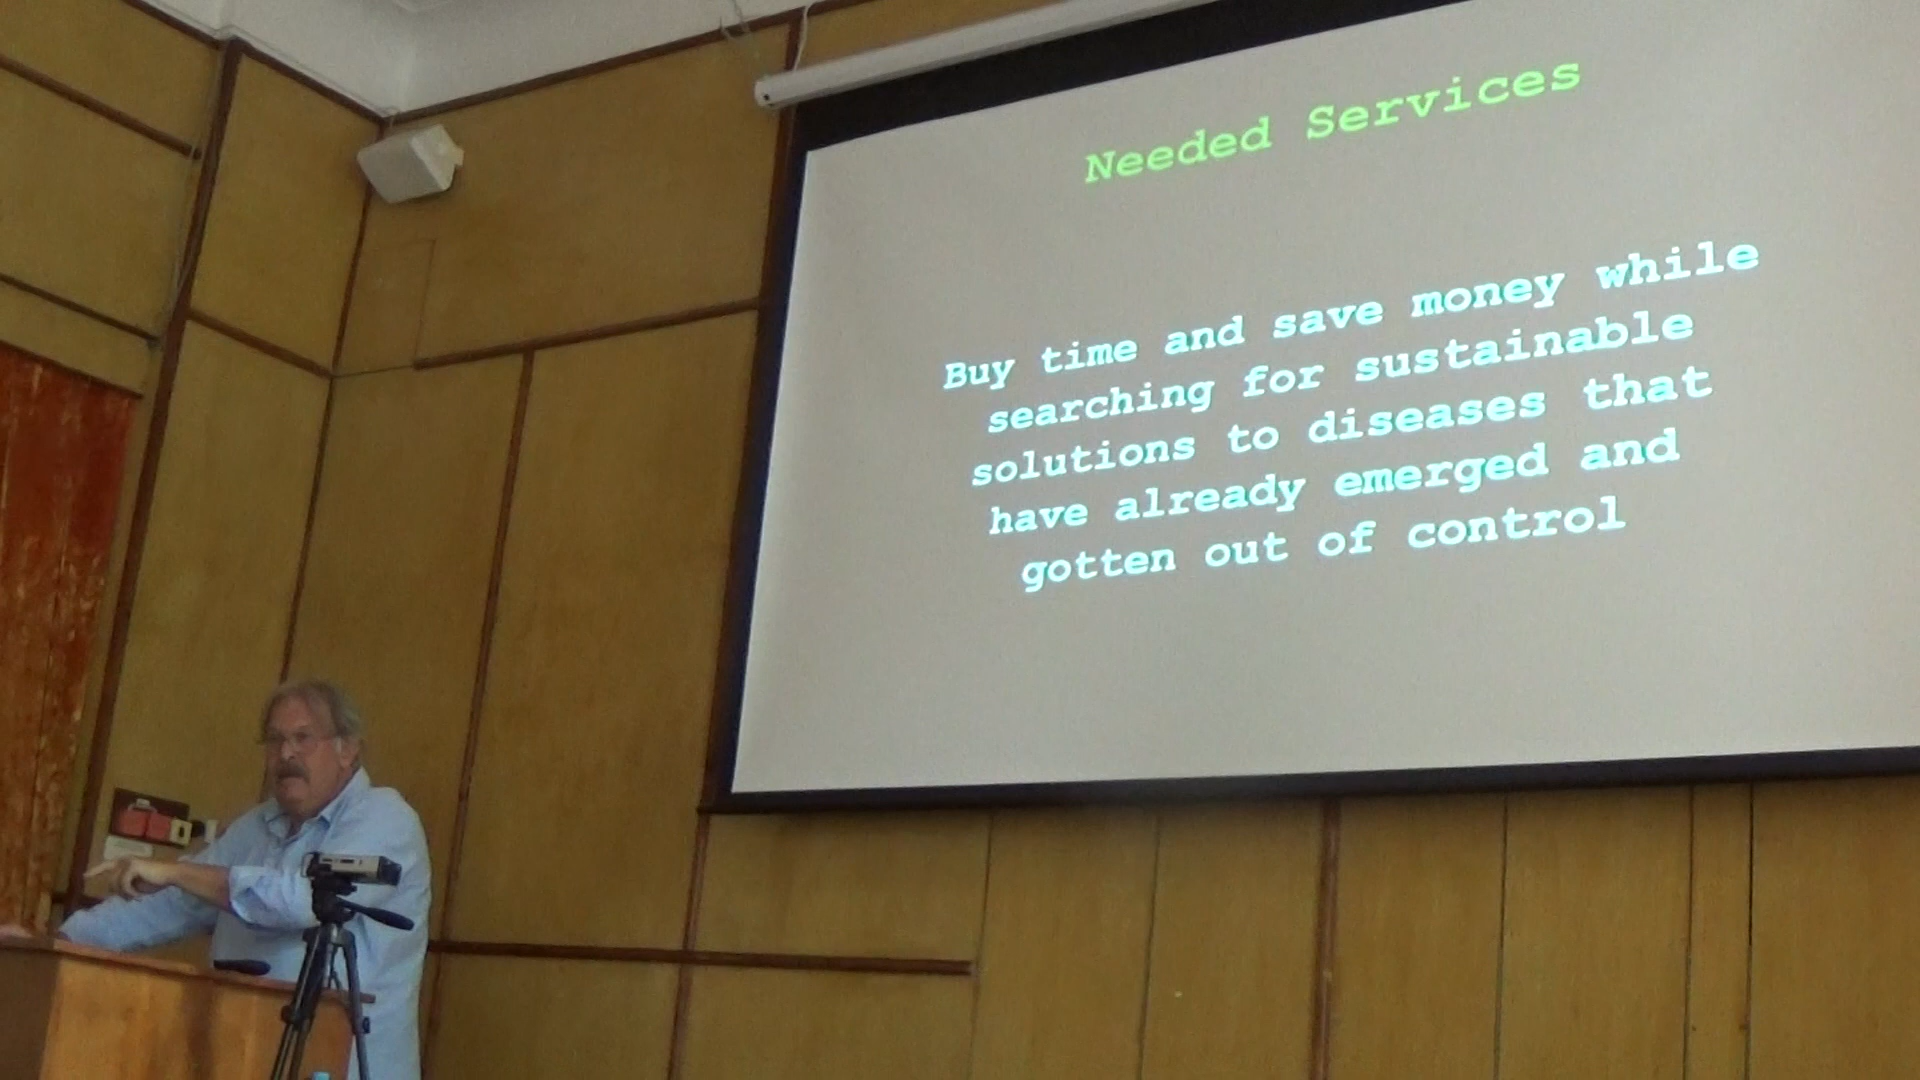 Needed Services
Buy time and save money while
searching for sustainable
solutions to diseases that
have already emerged and
gotten out of control